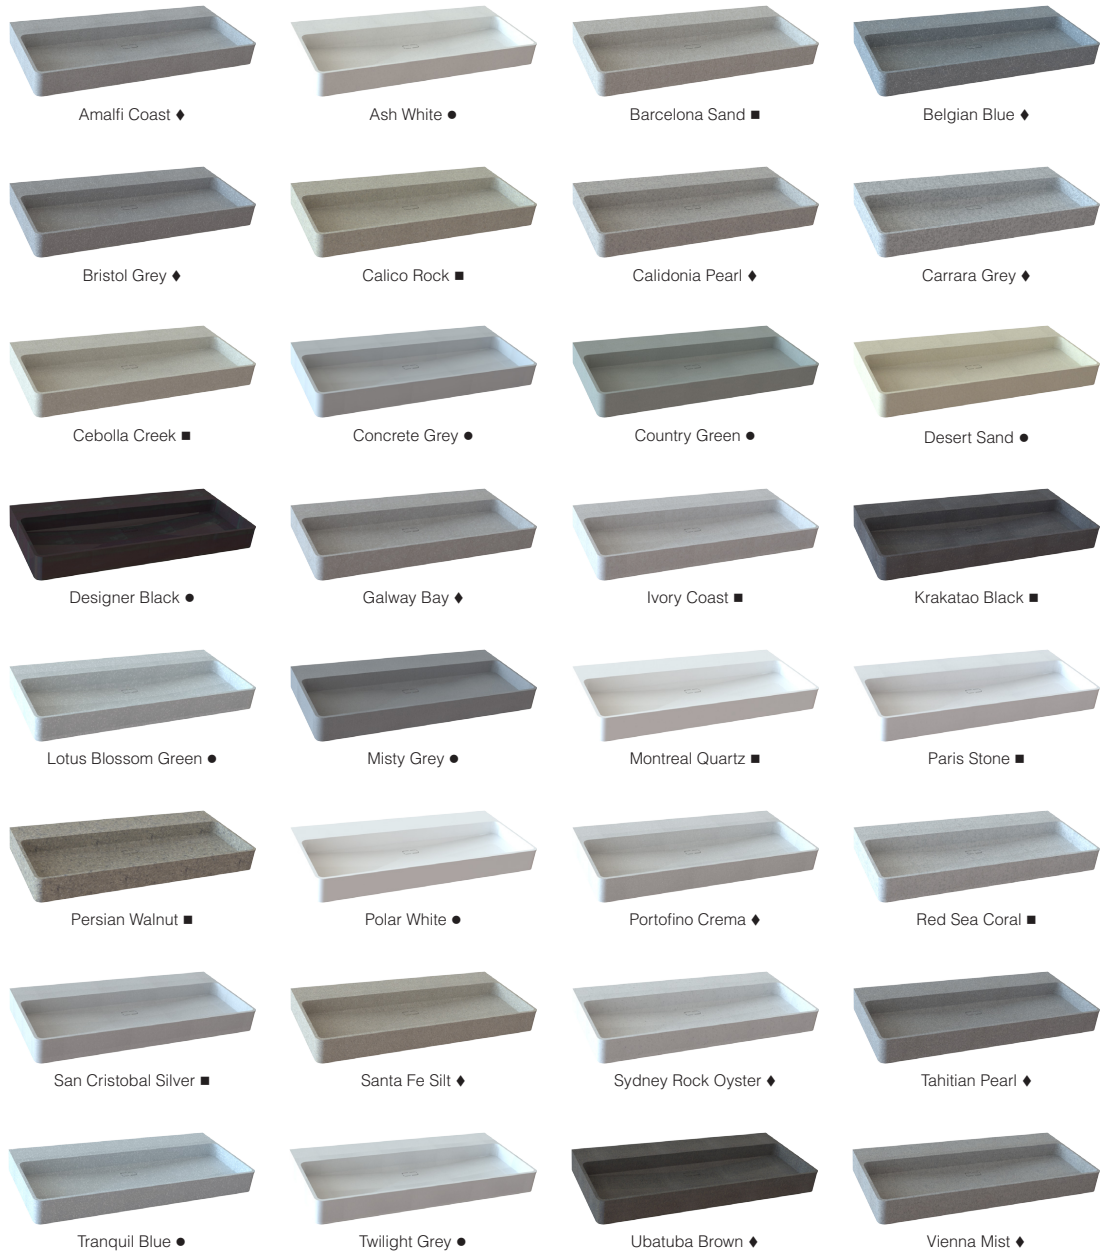 Amalfi Coast ♦
Ash White ●
Barcelona Sand ■
Belgian Blue ♦
Bristol Grey ♦
Calico Rock ■
Calidonia Pearl ♦
Carrara Grey ♦
Cebolla Creek ■
Concrete Grey ●
Country Green ●
Desert Sand ●
Designer Black ●
Galway Bay ♦
Ivory Coast ■
Krakatao Black ■
Lotus Blossom Green ●
Misty Grey ●
Montreal Quartz ■
Paris Stone ■
Persian Walnut ■
Polar White ●
Portofino Crema ♦
Red Sea Coral ■
San Cristobal Silver ■
Santa Fe Silt ♦
Sydney Rock Oyster ♦
Tahitian Pearl ♦
Tranquil Blue ●
Twilight Grey ●
Ubatuba Brown ♦
Vienna Mist ♦